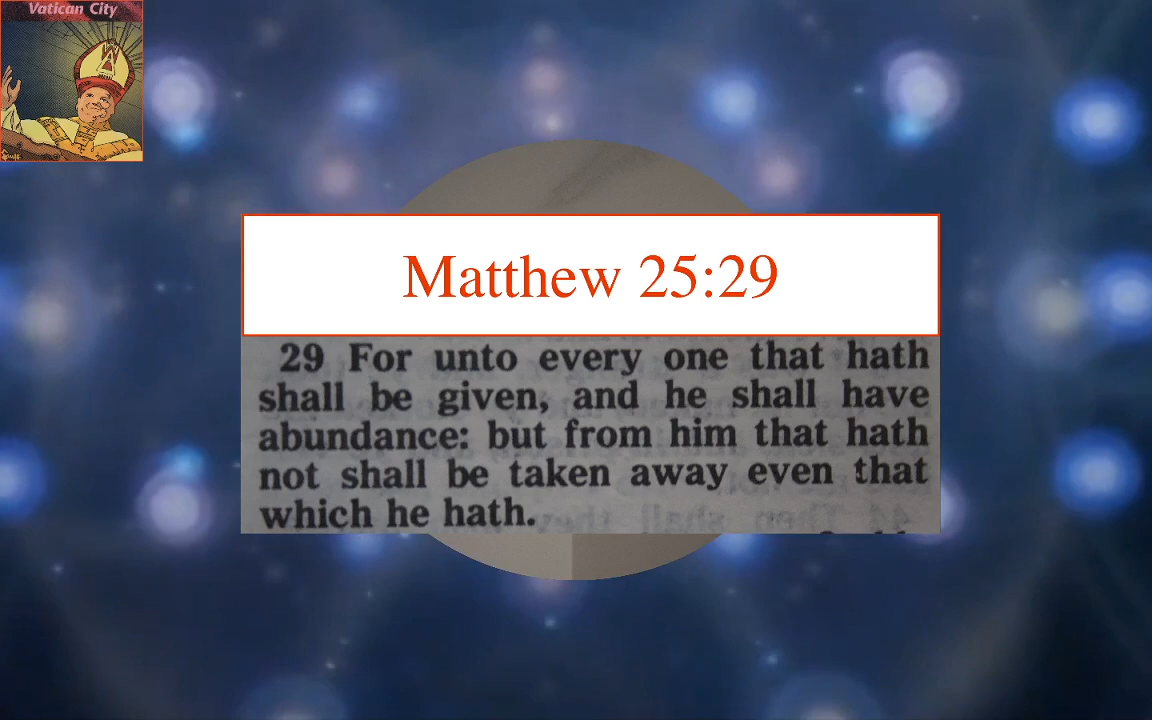 Vatican City
Matthew 25:29
29 For unto every one that hath
shall be given, and he shall have
abundance: but from him that hath
not shall be taken away even that
which he hath.